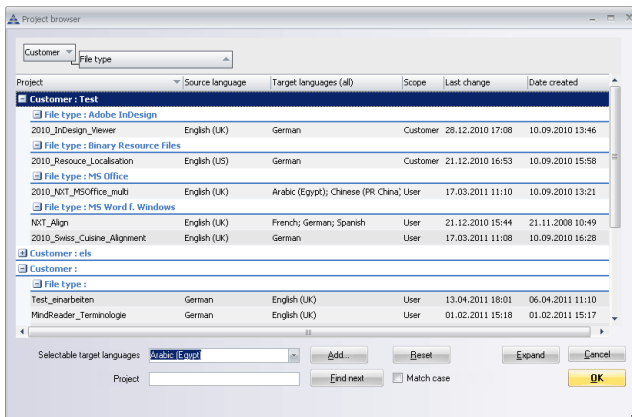 Project browser
Customer
File type
Project Source language Target languages (all) Scope Last change Date created
Customer : Test
File type : Adobe InDesign
2010_InDesign_Viewer English (UK) German Customer 28.12.2010 17:08 10.09.2010 13:46
File type : Binary Resource Files
2010_Resouce_Localisation English (US) German Customer 21.12.2010 16:53 10.09.2010 15:58
File type : MS Office
2010_NXT_MSOffice_multi English (UK) Arabic (Egypt); Chinese (PR China) User 17.03.2011 11:10 10.09.2010 13:21
File type : MS Word f. Windows
NXT_Align English (UK) French; German; Spanish User 21.12.2010 15:44 21.11.2008 10:49
2010_Swiss_Cuisine_Alignment English (UK) German User 17.03.2011 11:08 10.09.2010 16:28
Customer : els
Customer :
File type :
Test_einarbeiten German English (UK) User 13.04.2011 18:01 06.04.2011 11:10
MindReader_Terminologie German English (UK) User 01.02.2011 15:18 01.02.2011 15:17
Selectable target languages Arabic (Egypt Add... Reset Expand Cancel
Project Find next Match case OK